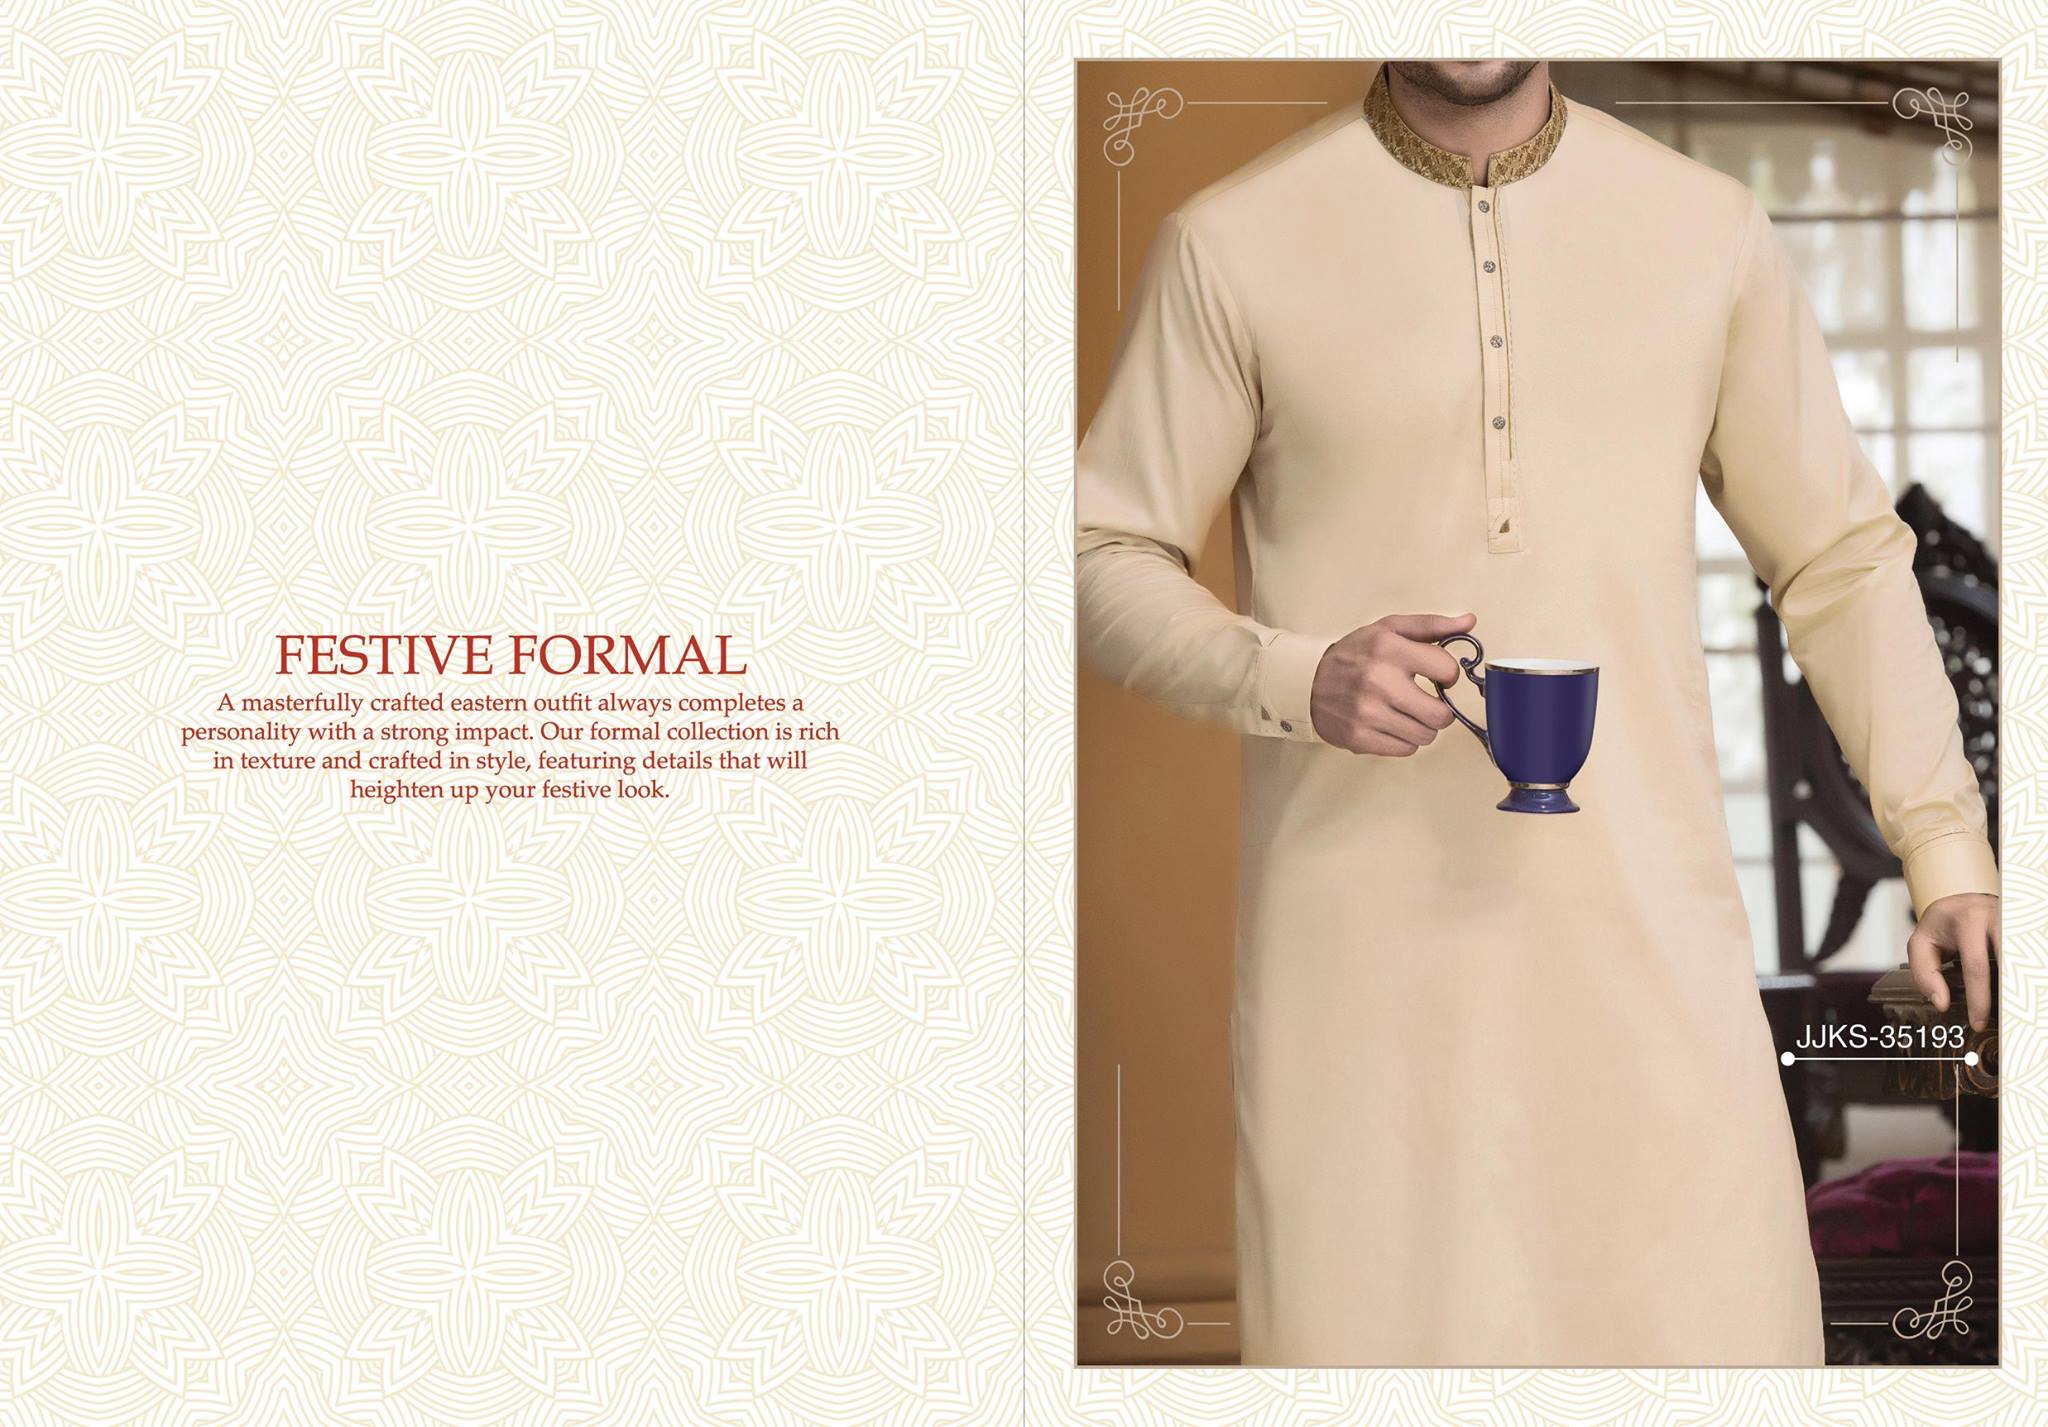 FESTIVE FORMAL
A masterfully crafted eastern outfit always completes a
personality with a strong impact. Our formal collection is rich
in texture and crafted in style, featuring details that will
heighten up your festive look.
JJKS-35193